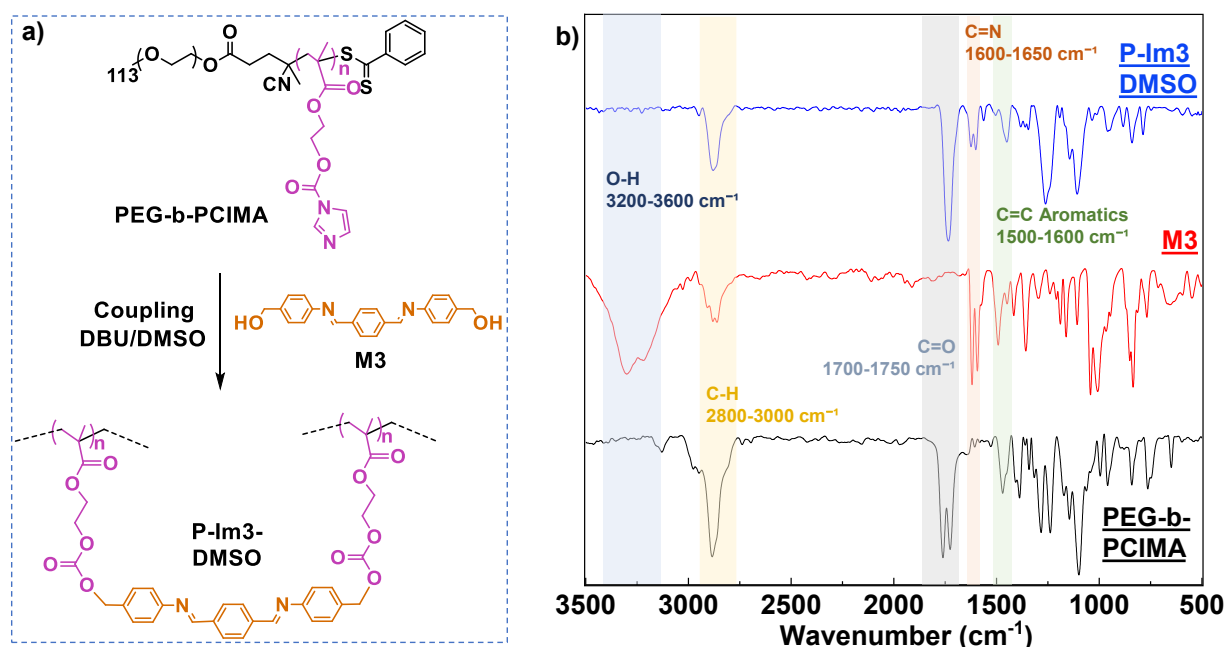 a)
O
113
O
O
CN
n
S
S
O
O
O
O
N
N
PEG-b-PCIMA
Coupling
DBU/DMSO
HO
N
N
OH
M3
n
n
O
O
O
O
O
O
O
O
O
O
P-Im3-
DMSO
N
N
b)
C=N
1600-1650 cm⁻¹
P-Im3
DMSO
O-H
3200-3600 cm⁻¹
C=C Aromatics
1500-1600 cm⁻¹
M3
C=O
1700-1750 cm⁻¹
C-H
2800-3000 cm⁻¹
PEG-b-
PCIMA
3500 3000 2500 2000 1500 1000 500
Wavenumber (cm⁻¹)